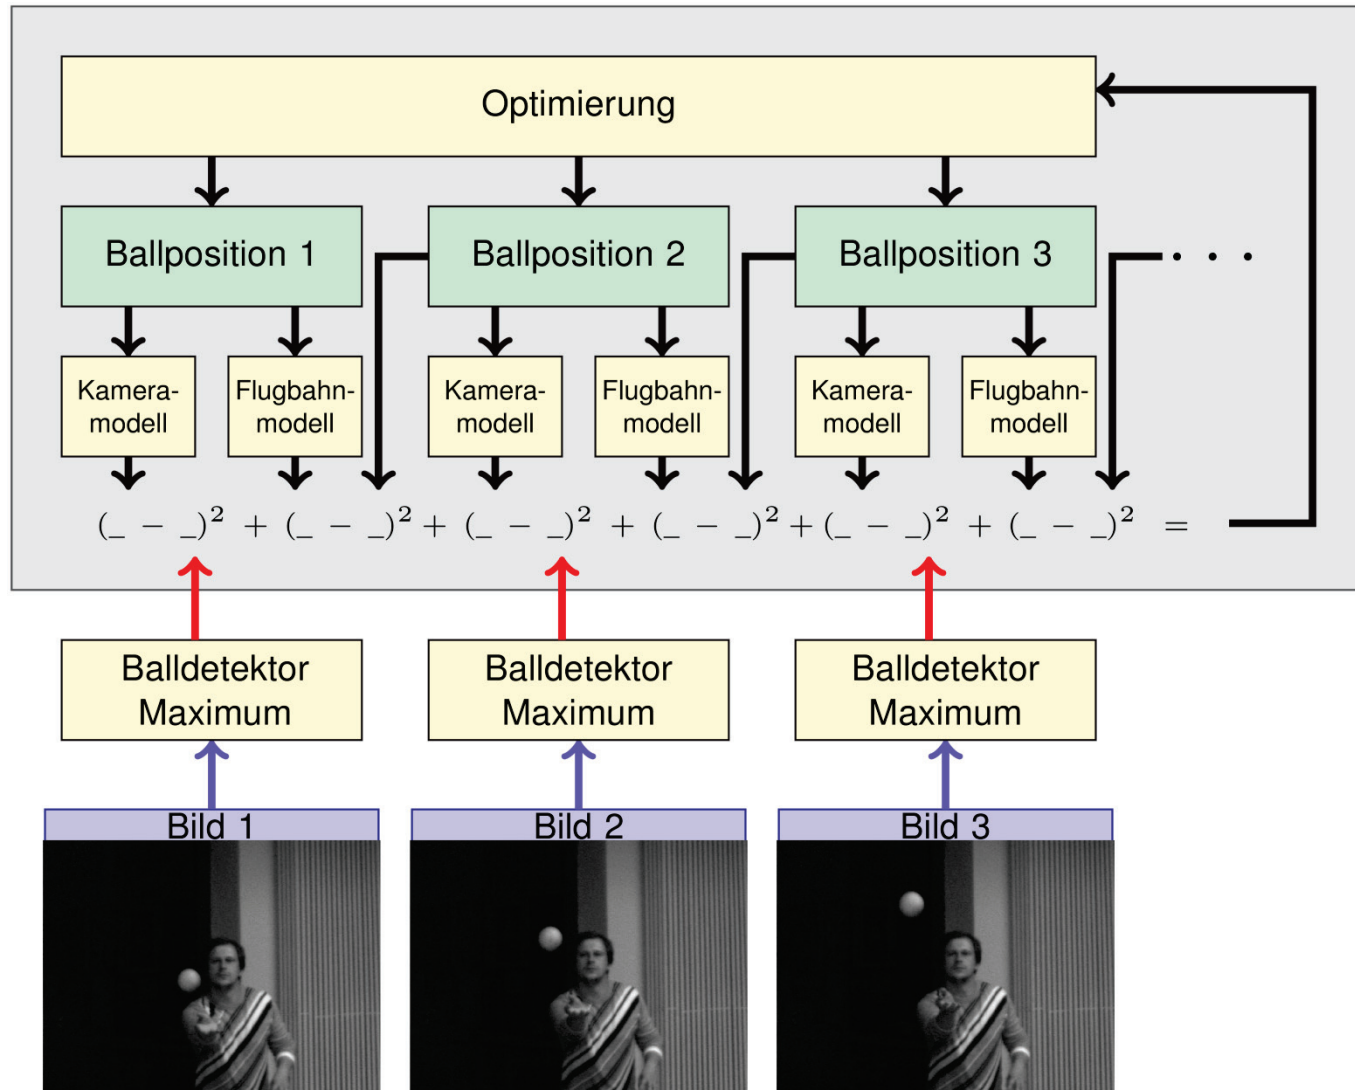 Optimierung
Ballposition 1
Ballposition 2
Ballposition 3
. . .
Kamera-
modell
Flugbahn-
modell
Kamera-
modell
Flugbahn-
modell
Kamera-
modell
Flugbahn-
modell
(_ − _)² + (_ − _)² + (_ − _)² + (_ − _)² + (_ − _)² + (_ − _)² =
Balldetektor
Maximum
Balldetektor
Maximum
Balldetektor
Maximum
Bild 1
Bild 2
Bild 3